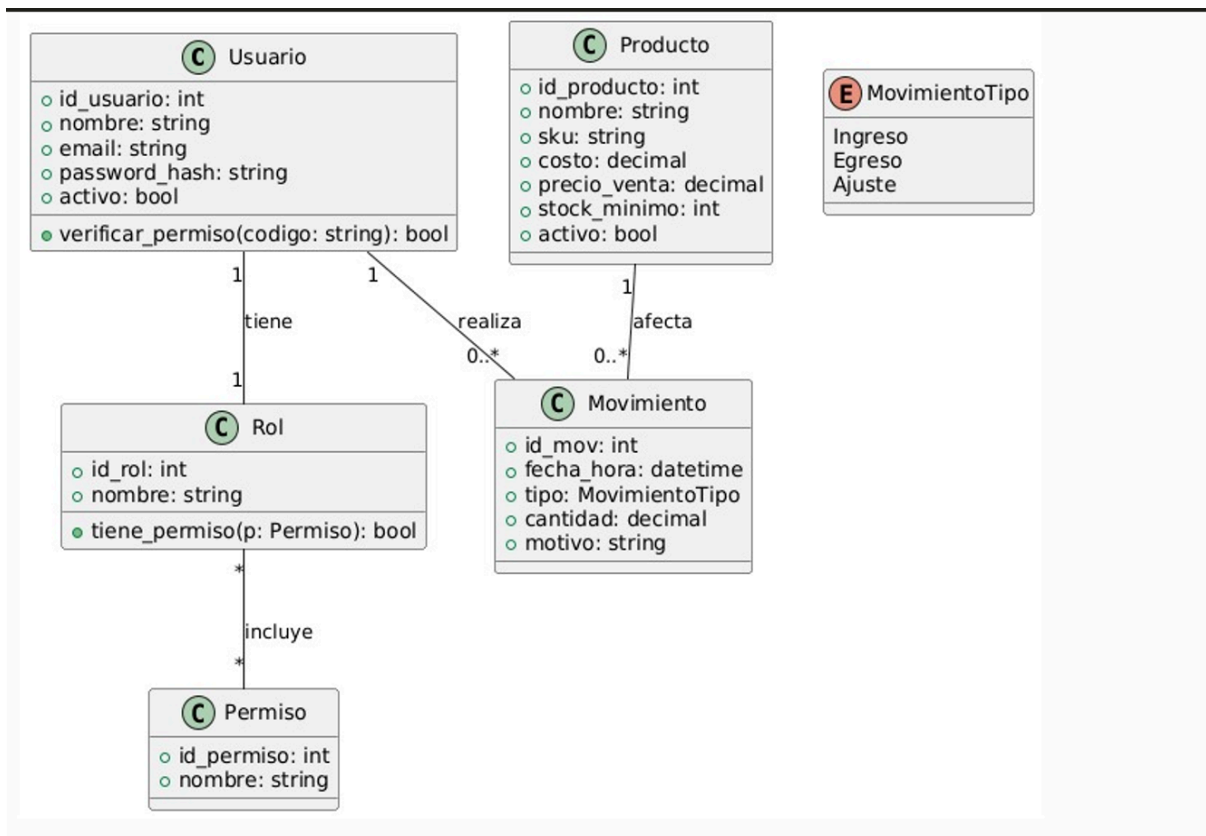 C Usuario
id_usuario: int
nombre: string
email: string
password_hash: string
activo: bool
verificar_permiso(codigo: string): bool
C Producto
id_producto: int
nombre: string
sku: string
costo: decimal
precio_venta: decimal
stock_minimo: int
activo: bool
E MovimientoTipo
Ingreso
Egreso
Ajuste
1
tiene
1
1
realiza
0..*
1
afecta
0..*
C Rol
id_rol: int
nombre: string
tiene_permiso(p: Permiso): bool
C Movimiento
id_mov: int
fecha_hora: datetime
tipo: MovimientoTipo
cantidad: decimal
motivo: string
*
incluye
*
C Permiso
id_permiso: int
nombre: string